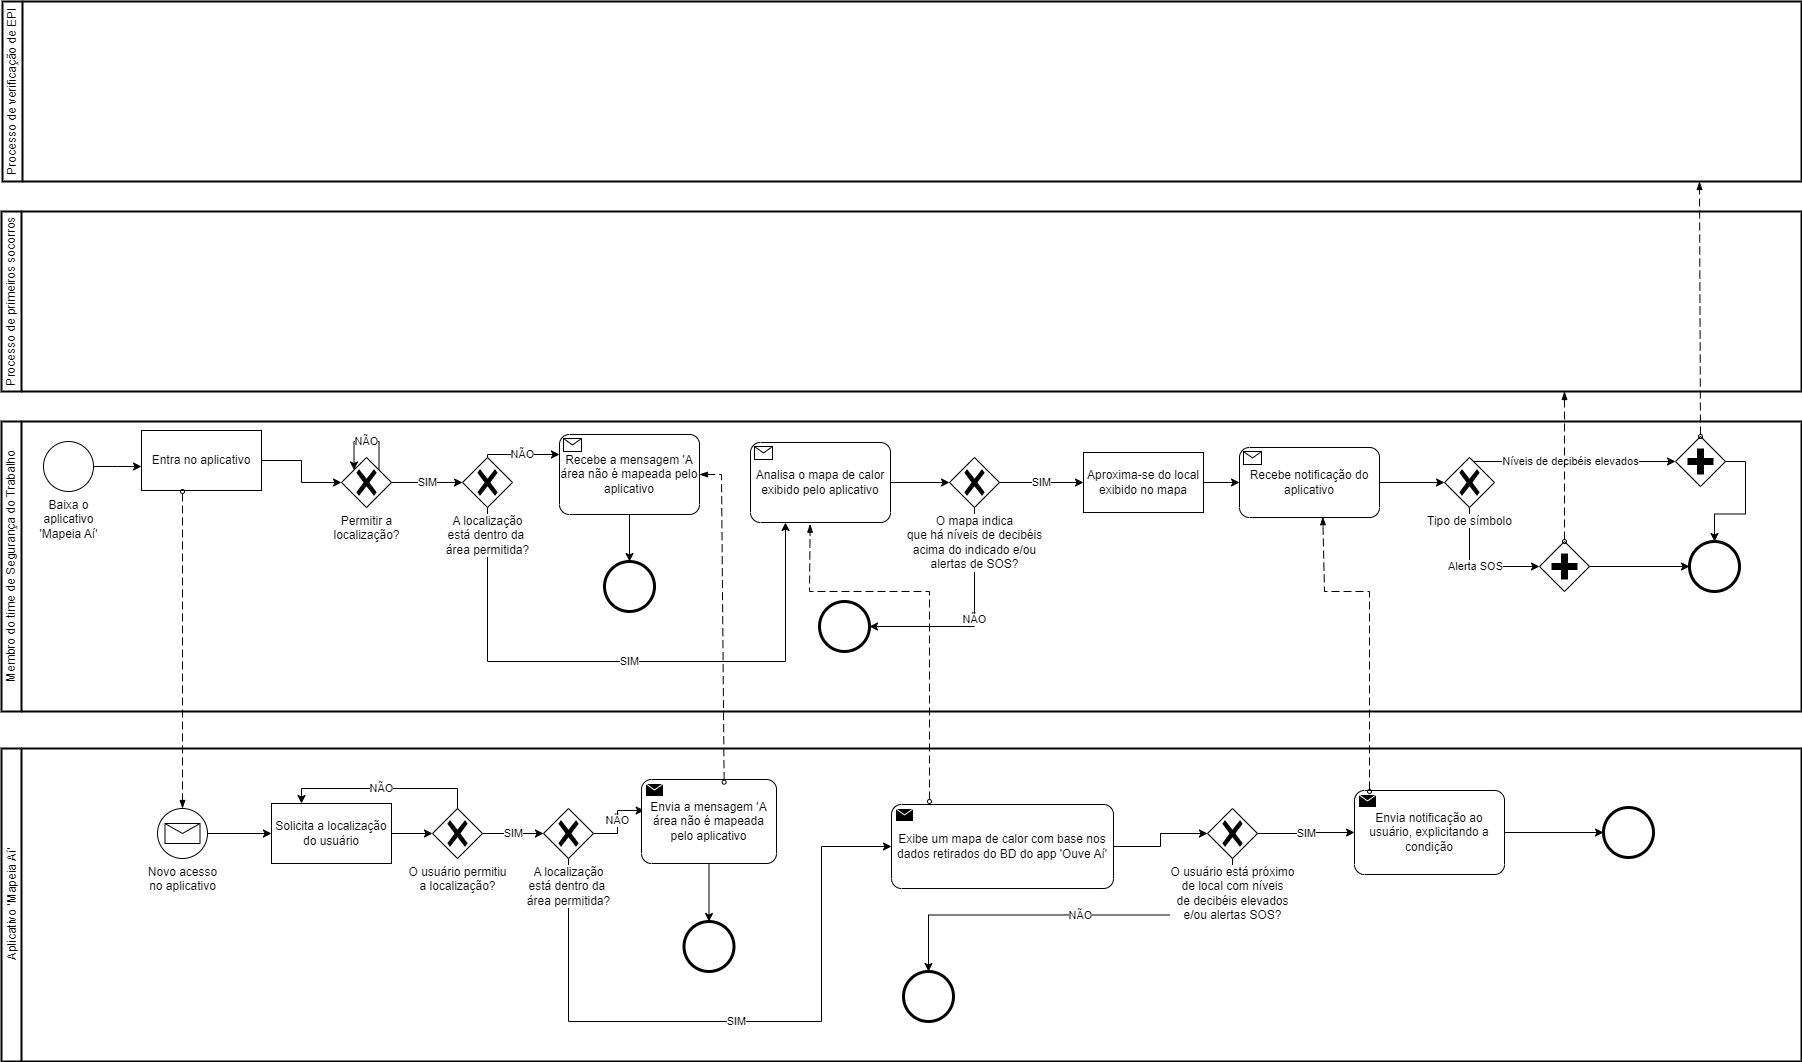 Processo de verificação de EPI
Processo de primeiros socorros
Membro do time de Segurança do Trabalho
Baixa o
aplicativo
'Mapeia Aí'
Entra no aplicativo
NÃO
Permitir a
localização?
SIM
A localização
está dentro da
área permitida?
NÃO
Recebe a mensagem 'A
área não é mapeada pelo
aplicativo
SIM
Analisa o mapa de calor
exibido pelo aplicativo
O mapa indica
que há níveis de decibéis
acima do indicado e/ou
alertas de SOS?
NÃO
SIM
Aproxima-se do local
exibido no mapa
Recebe notificação do
aplicativo
Tipo de símbolo
Níveis de decibéis elevados
Alerta SOS
Aplicativo 'Mapeia Aí'
Novo acesso
no aplicativo
Solicita a localização
do usuário
NÃO
O usuário permitiu
a localização?
SIM
A localização
está dentro da
área permitida?
NÃO
Envia a mensagem 'A
área não é mapeada
pelo aplicativo
SIM
Exibe um mapa de calor com base nos
dados retirados do BD do app 'Ouve Aí'
O usuário está próximo
de local com níveis
de decibéis elevados
e/ou alertas SOS?
NÃO
SIM
Envia notificação ao
usuário, explicitando a
condição